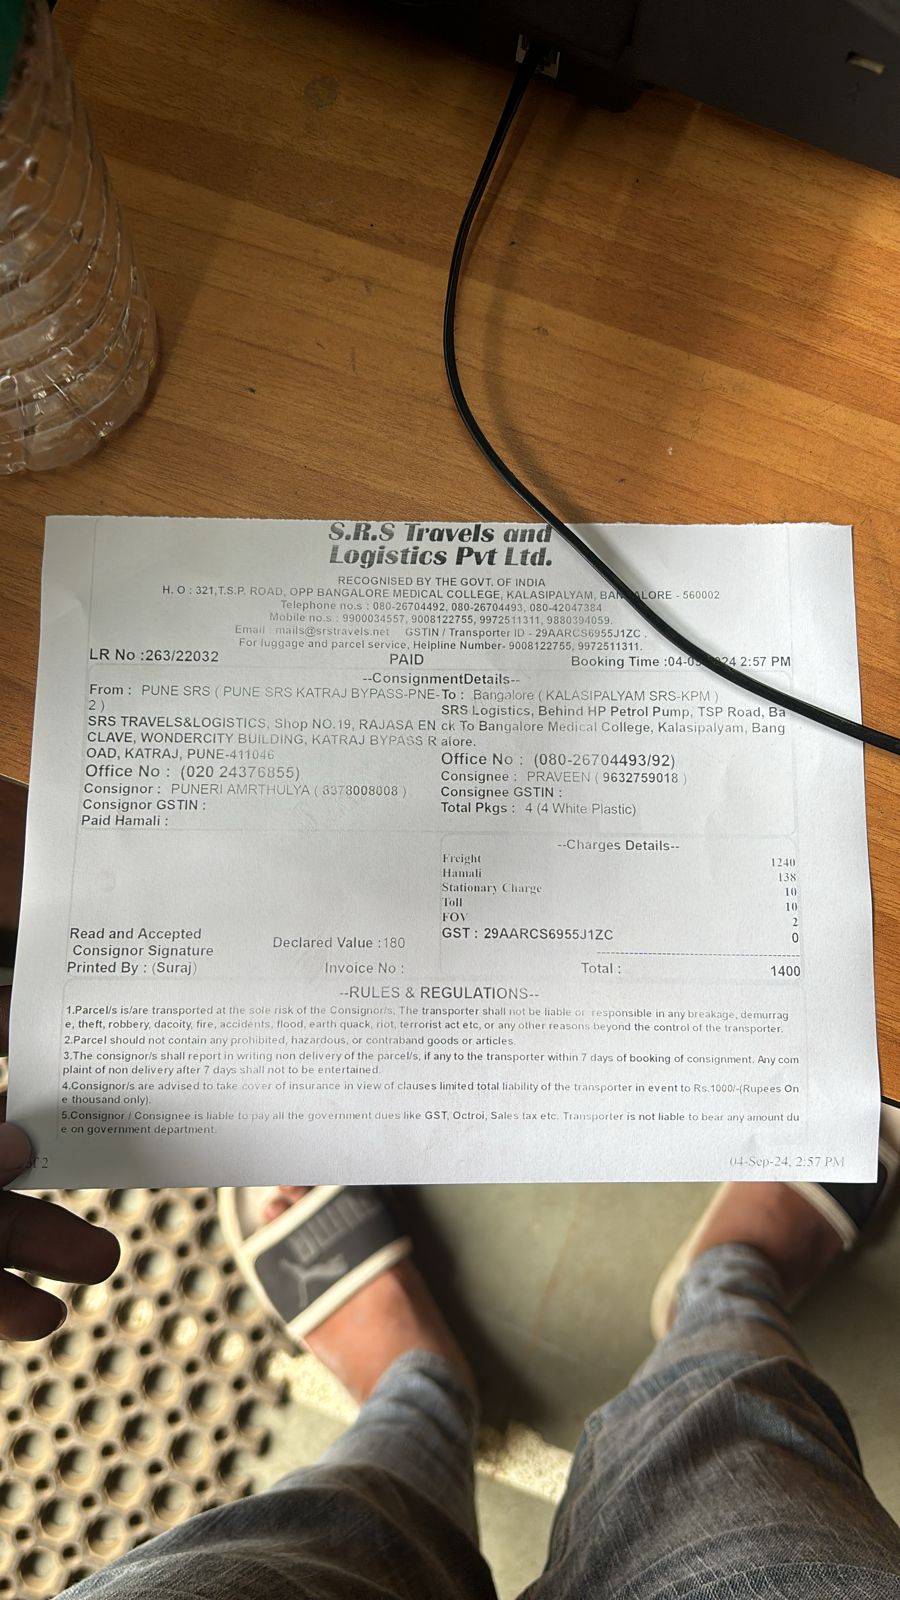 S.R.S Travels and
Logistics Pvt Ltd.
RECOGNISED BY THE GOVT. OF INDIA
H. O : 321,T.S.P. ROAD, OPP BANGALORE MEDICAL COLLEGE, KALASIPALYAM, BAN ALORE - 560002
Telephone no.s : 080-26704492, 080-26704493, 080-42047384
Mobile no.s : 9900034557, 9008122755, 9972511311, 9880394059.
Email : mails@srstravels.net GSTIN / Transporter ID - 29AARCS6955J1ZC .
For luggage and parcel service, Helpline Number- 9008122755, 9972511311.
LR No :263/22032
PAID
Booking Time :04-0 024 2:57 PM
--ConsignmentDetails--
From : PUNE SRS ( PUNE SRS KATRAJ BYPASS-PNE-
2 )
SRS TRAVELS&LOGISTICS, Shop NO.19, RAJASA EN
CLAVE, WONDERCITY BUILDING, KATRAJ BYPASS R
OAD, KATRAJ, PUNE-411046
Office No : (020 24376855)
Consignor : PUNERI AMRTHULYA ( 8378008008 )
Consignor GSTIN :
Paid Hamali :
To : Bangalore ( KALASIPALYAM SRS-KPM )
SRS Logistics, Behind HP Petrol Pump, TSP Road, Ba
ck To Bangalore Medical College, Kalasipalyam, Bang
alore.
Office No : (080-26704493/92)
Consignee : PRAVEEN ( 9632759018 )
Consignee GSTIN :
Total Pkgs : 4 (4 White Plastic)
--Charges Details--
Freight 1240
Hamali 138
Stationary Charge 10
Toll 10
FOV 2
GST : 29AARCS6955J1ZC 0
Total : 1400
Read and Accepted
Consignor Signature
Printed By : (Suraj)
Declared Value :180
Invoice No :
--RULES & REGULATIONS--
1.Parcel/s is/are transported at the sole risk of the Consignor/s, The transporter shall not be liable or responsible in any breakage, demurrag
e, theft, robbery, dacoity, fire, accidents, flood, earth quack, riot, terrorist act etc, or any other reasons beyond the control of the transporter.
2.Parcel should not contain any prohibited, hazardous, or contraband goods or articles.
3.The consignor/s shall report in writing non delivery of the parcel/s, if any to the transporter within 7 days of booking of consignment. Any com
plaint of non delivery after 7 days shall not to be entertained.
4.Consignor/s are advised to take cover of insurance in view of clauses limited total liability of the transporter in event to Rs.1000/-(Rupees On
e thousand only).
5.Consignor / Consignee is liable to pay all the government dues like GST, Octroi, Sales tax etc. Transporter is not liable to bear any amount du
e on government department.
of 2
04-Sep-24, 2:57 PM